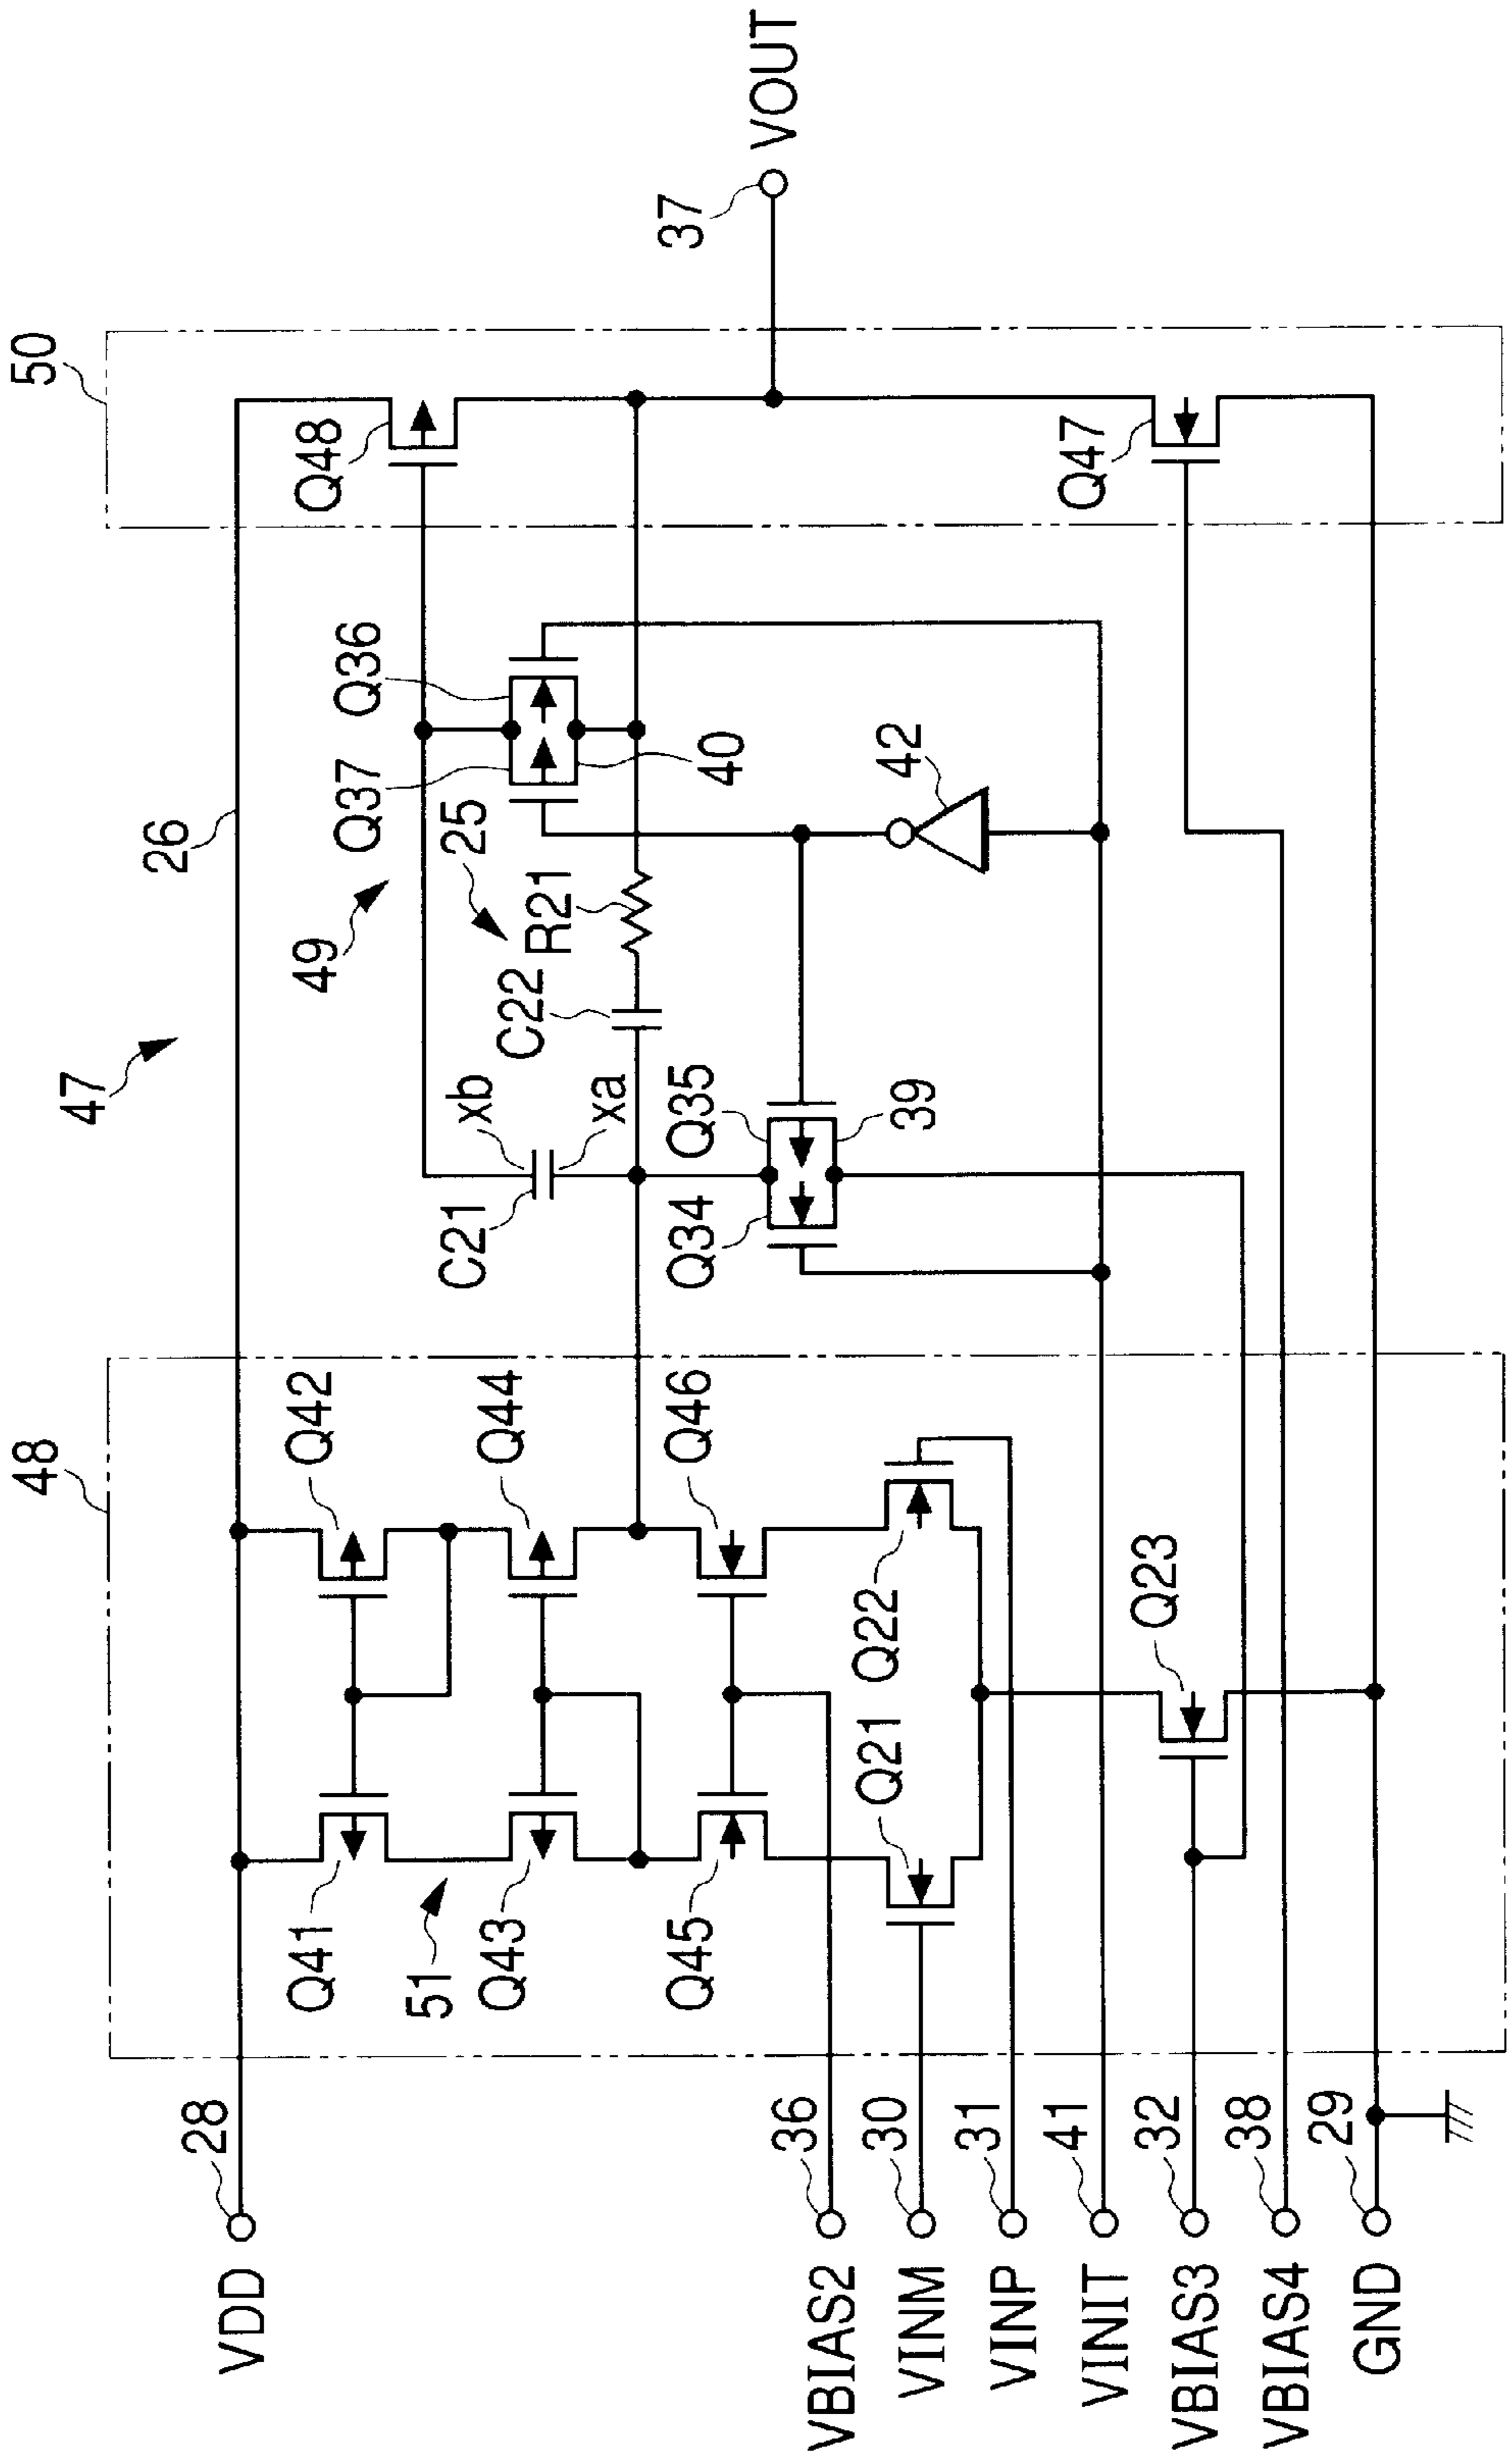 47
48
50
VDD
28
26
Q41
Q42
Q48
51
Q43
Q44
C21
xb
xa
49
25
Q37
Q36
C22
R21
40
37
VOUT
Q45
Q46
Q34
Q35
39
42
VBIAS2
36
VINM
30
Q21
Q22
VINP
31
VINIT
41
VBIAS3
32
Q23
Q47
VBIAS4
38
GND
29